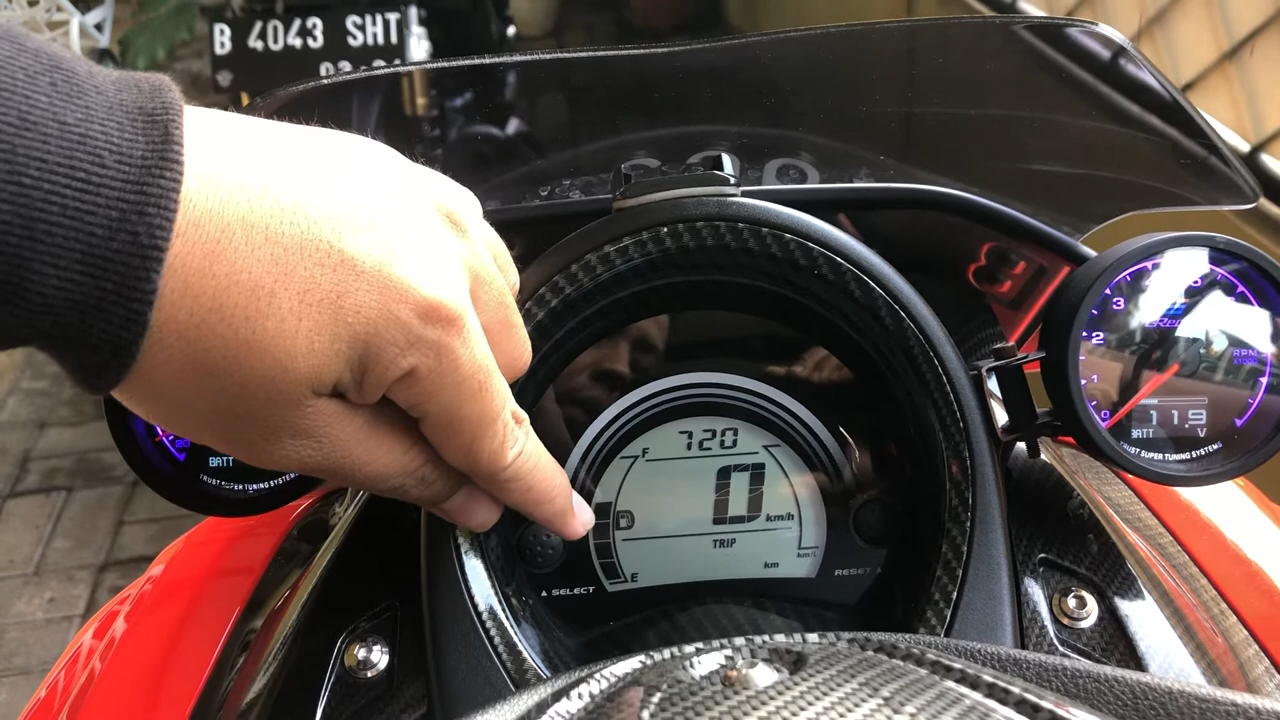 B 4043 SHT
F
720
0
km/h
TRIP
km/L
km
E
▲ SELECT
RESET ▲
BATT
TRUST SUPER TUNING SYSTEMS
3
2
1
0
RPM
X1000
11.9
BATT V
TRUST SUPER TUNING SYSTEMS